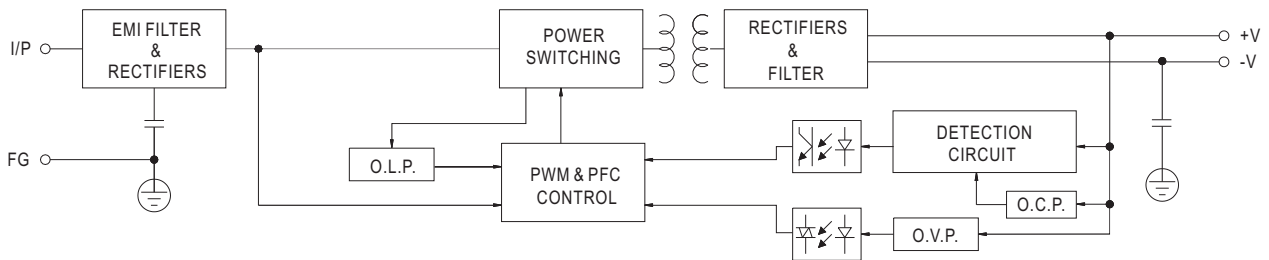 I/P
EMI FILTER
&
RECTIFIERS
POWER
SWITCHING
RECTIFIERS
&
FILTER
+V
-V
FG
O.L.P.
PWM & PFC
CONTROL
DETECTION
CIRCUIT
O.C.P.
O.V.P.